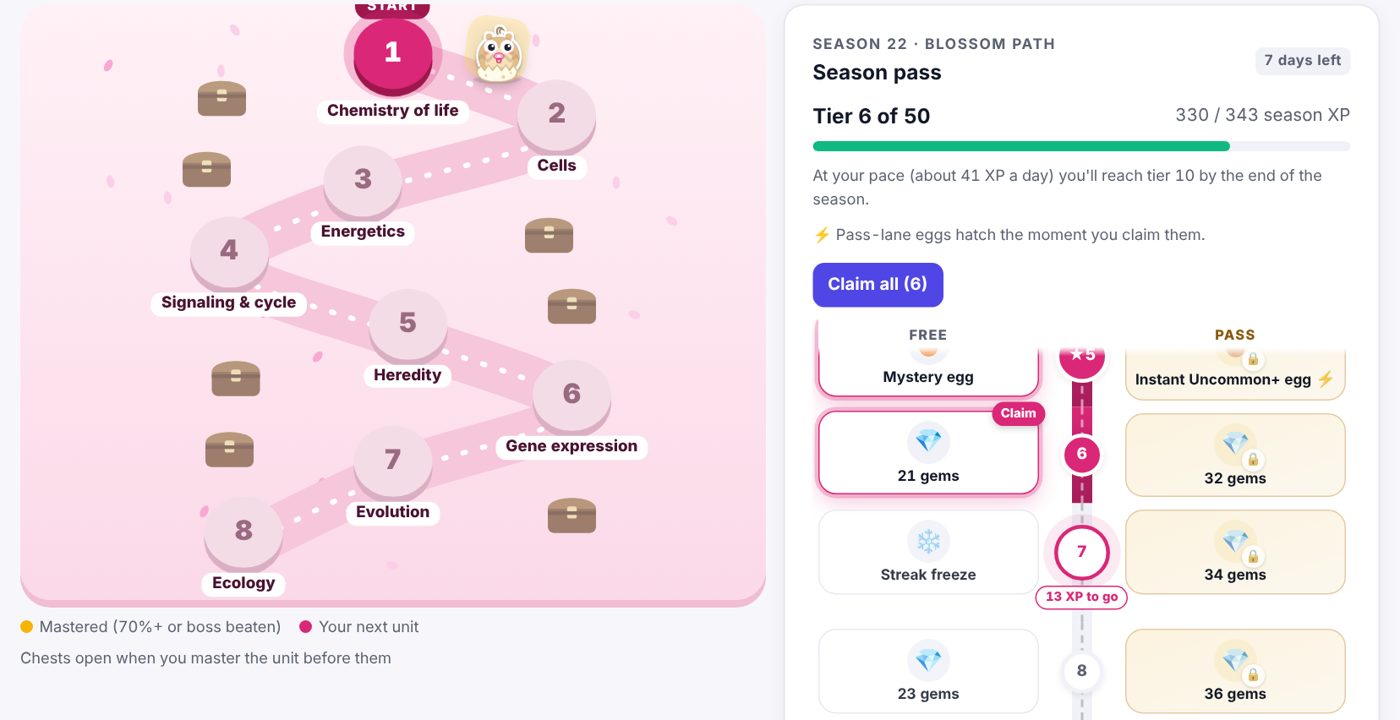 START
1
Chemistry of life
2
Cells
3
Energetics
4
Signaling & cycle
5
Heredity
6
Gene expression
7
Evolution
8
Ecology
Mastered (70%+ or boss beaten)
Your next unit
Chests open when you master the unit before them
SEASON 22 · BLOSSOM PATH
Season pass
7 days left
Tier 6 of 50
330 / 343 season XP
At your pace (about 41 XP a day) you'll reach tier 10 by the end of the
season.
⚡ Pass-lane eggs hatch the moment you claim them.
Claim all (6)
FREE
PASS
Mystery egg
★5
Instant Uncommon+ egg ⚡
Claim
21 gems
6
32 gems
Streak freeze
7
13 XP to go
34 gems
23 gems
8
36 gems